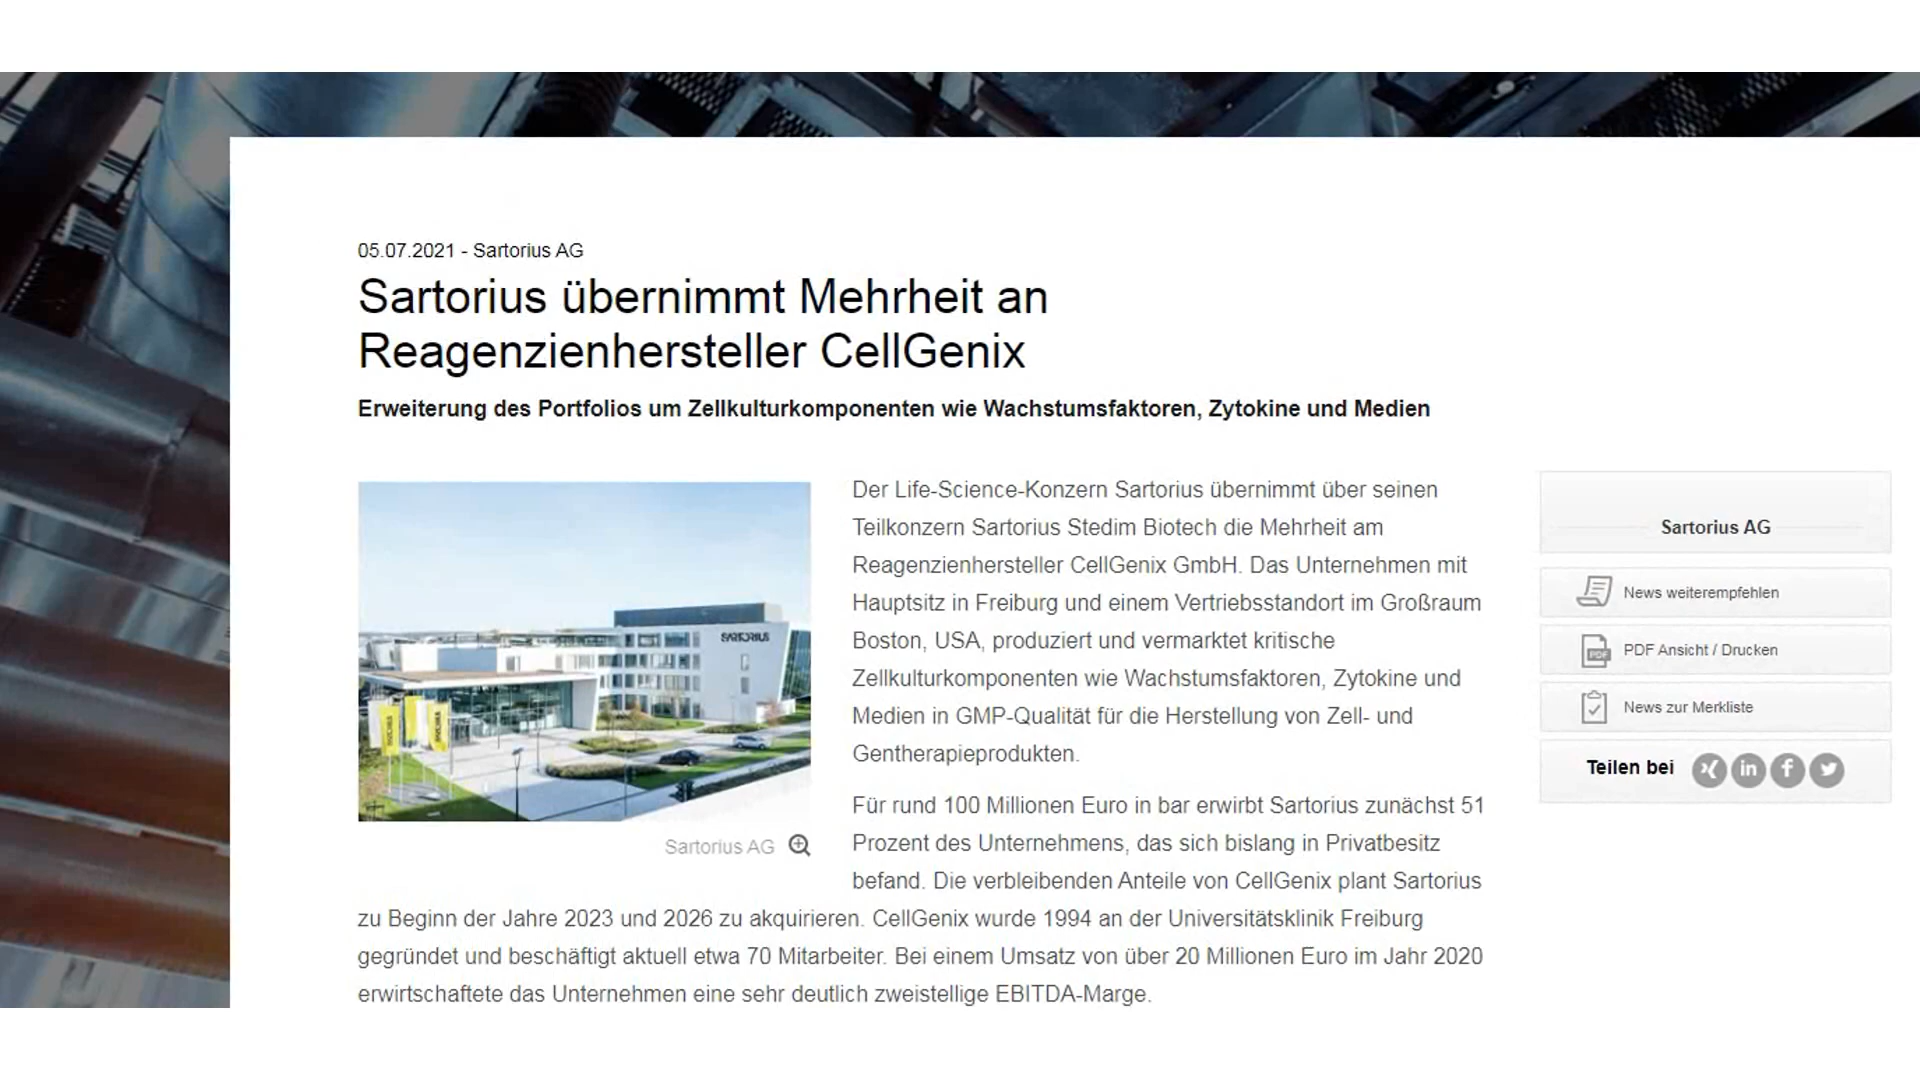 05.07.2021 - Sartorius AG
Sartorius übernimmt Mehrheit an
Reagenzienhersteller CellGenix
Erweiterung des Portfolios um Zellkulturkomponenten wie Wachstumsfaktoren, Zytokine und Medien
SARTORIUS
Sartorius AG
Der Life-Science-Konzern Sartorius übernimmt über seinen
Teilkonzern Sartorius Stedim Biotech die Mehrheit am
Reagenzienhersteller CellGenix GmbH. Das Unternehmen mit
Hauptsitz in Freiburg und einem Vertriebsstandort im Großraum
Boston, USA, produziert und vermarktet kritische
Zellkulturkomponenten wie Wachstumsfaktoren, Zytokine und
Medien in GMP-Qualität für die Herstellung von Zell- und
Gentherapieprodukten.
Für rund 100 Millionen Euro in bar erwirbt Sartorius zunächst 51
Prozent des Unternehmens, das sich bislang in Privatbesitz
befand. Die verbleibenden Anteile von CellGenix plant Sartorius
zu Beginn der Jahre 2023 und 2026 zu akquirieren. CellGenix wurde 1994 an der Universitätsklinik Freiburg
gegründet und beschäftigt aktuell etwa 70 Mitarbeiter. Bei einem Umsatz von über 20 Millionen Euro im Jahr 2020
erwirtschaftete das Unternehmen eine sehr deutlich zweistellige EBITDA-Marge.
Sartorius AG
News weiterempfehlen
PDF
PDF Ansicht / Drucken
News zur Merkliste
Teilen bei